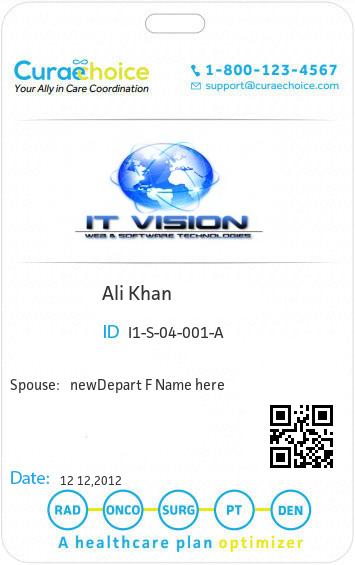 Curaechoice
Your Ally in Care Coordination
1-800-123-4567
support@curaechoice.com
IT VISION
WEB & SOFTWARE TECHNOLOGIES
Ali Khan
ID I1-S-04-001-A
Spouse: newDepart F Name here
Date: 12 12,2012
RAD ONCO SURG PT DEN
A healthcare plan optimizer